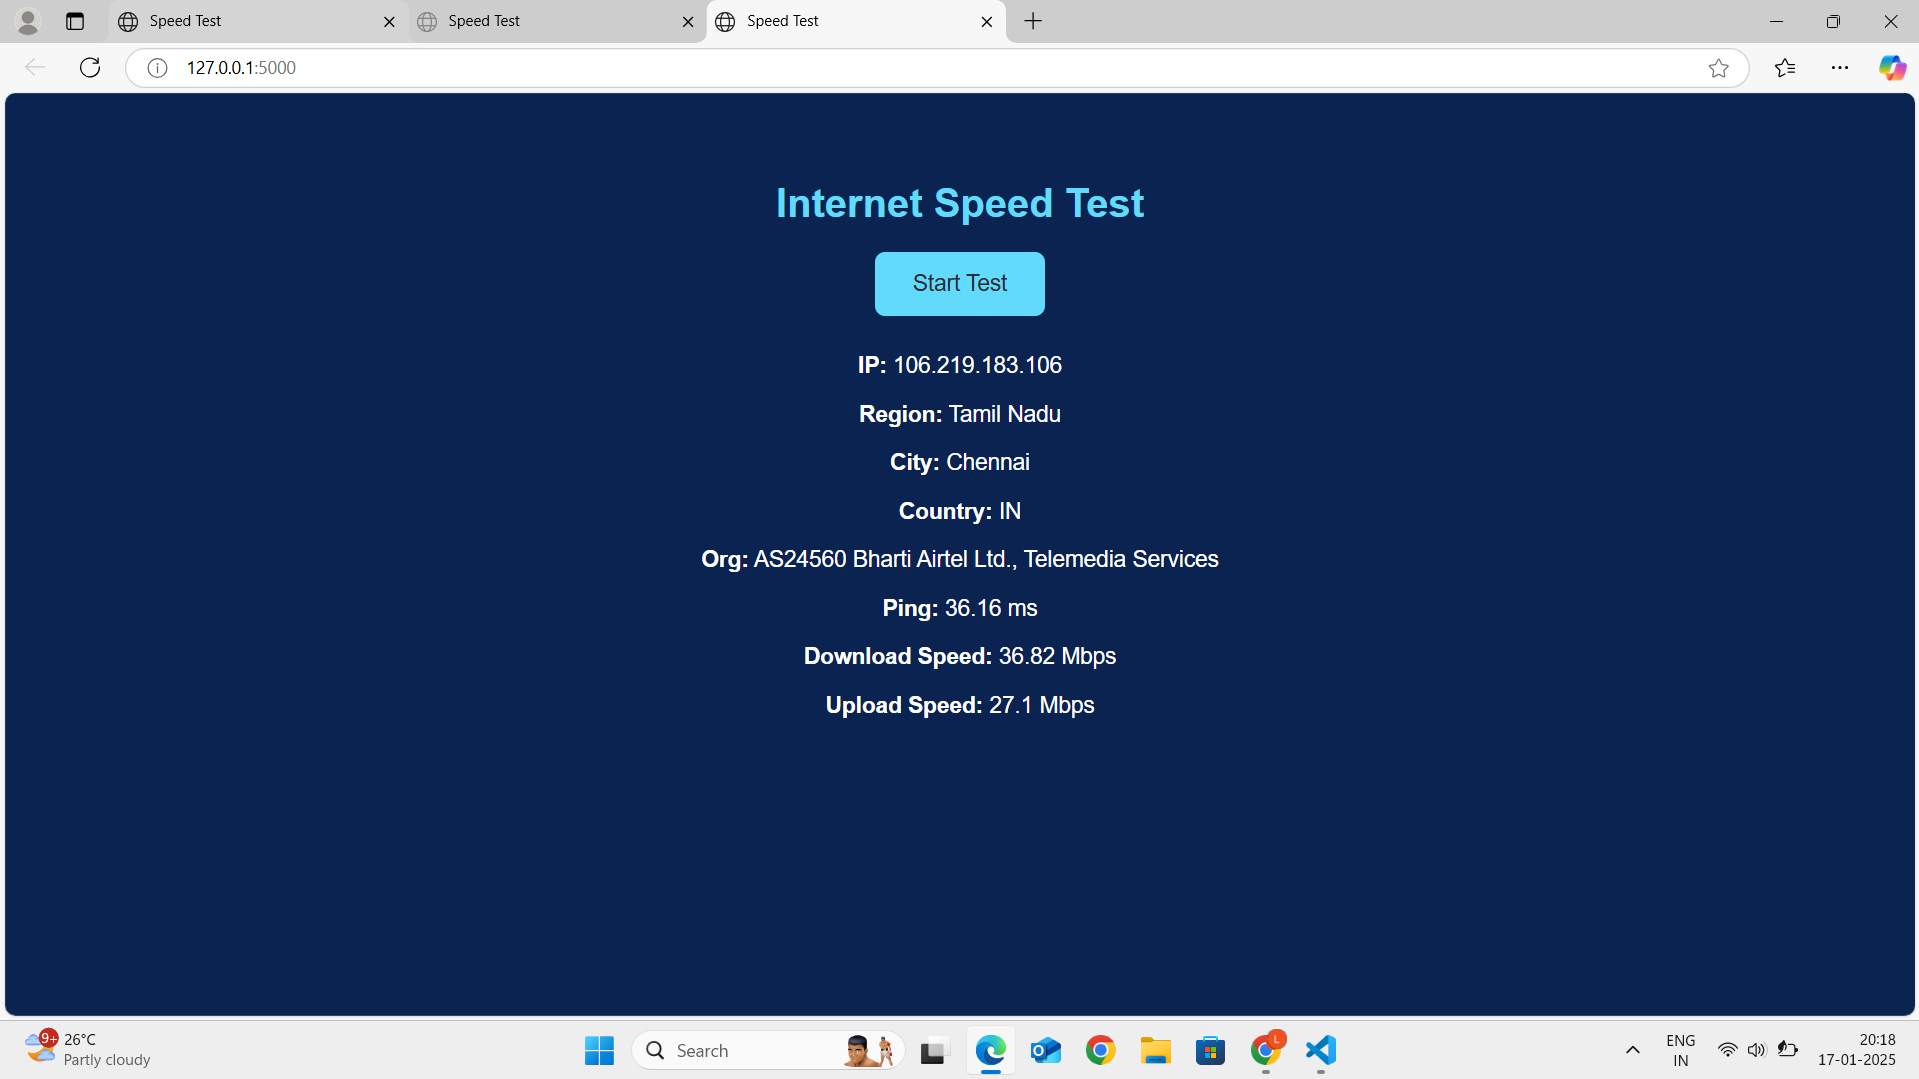 Speed Test
Speed Test
Speed Test
127.0.0.1:5000
Internet Speed Test
Start Test
IP: 106.219.183.106
Region: Tamil Nadu
City: Chennai
Country: IN
Org: AS24560 Bharti Airtel Ltd., Telemedia Services
Ping: 36.16 ms
Download Speed: 36.82 Mbps
Upload Speed: 27.1 Mbps
9+
26°C
Partly cloudy
Search
L
ENG
IN
20:18
17-01-2025